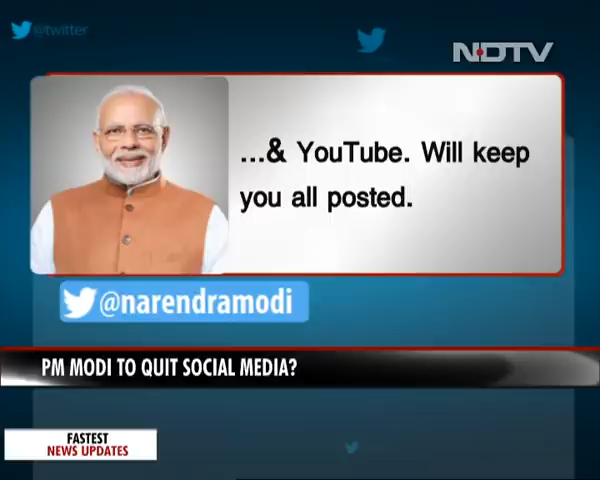 @twitter
NDTV
...& YouTube. Will keep
you all posted.
@narendramodi
PM MODI TO QUIT SOCIAL MEDIA?
FASTEST
NEWS UPDATES